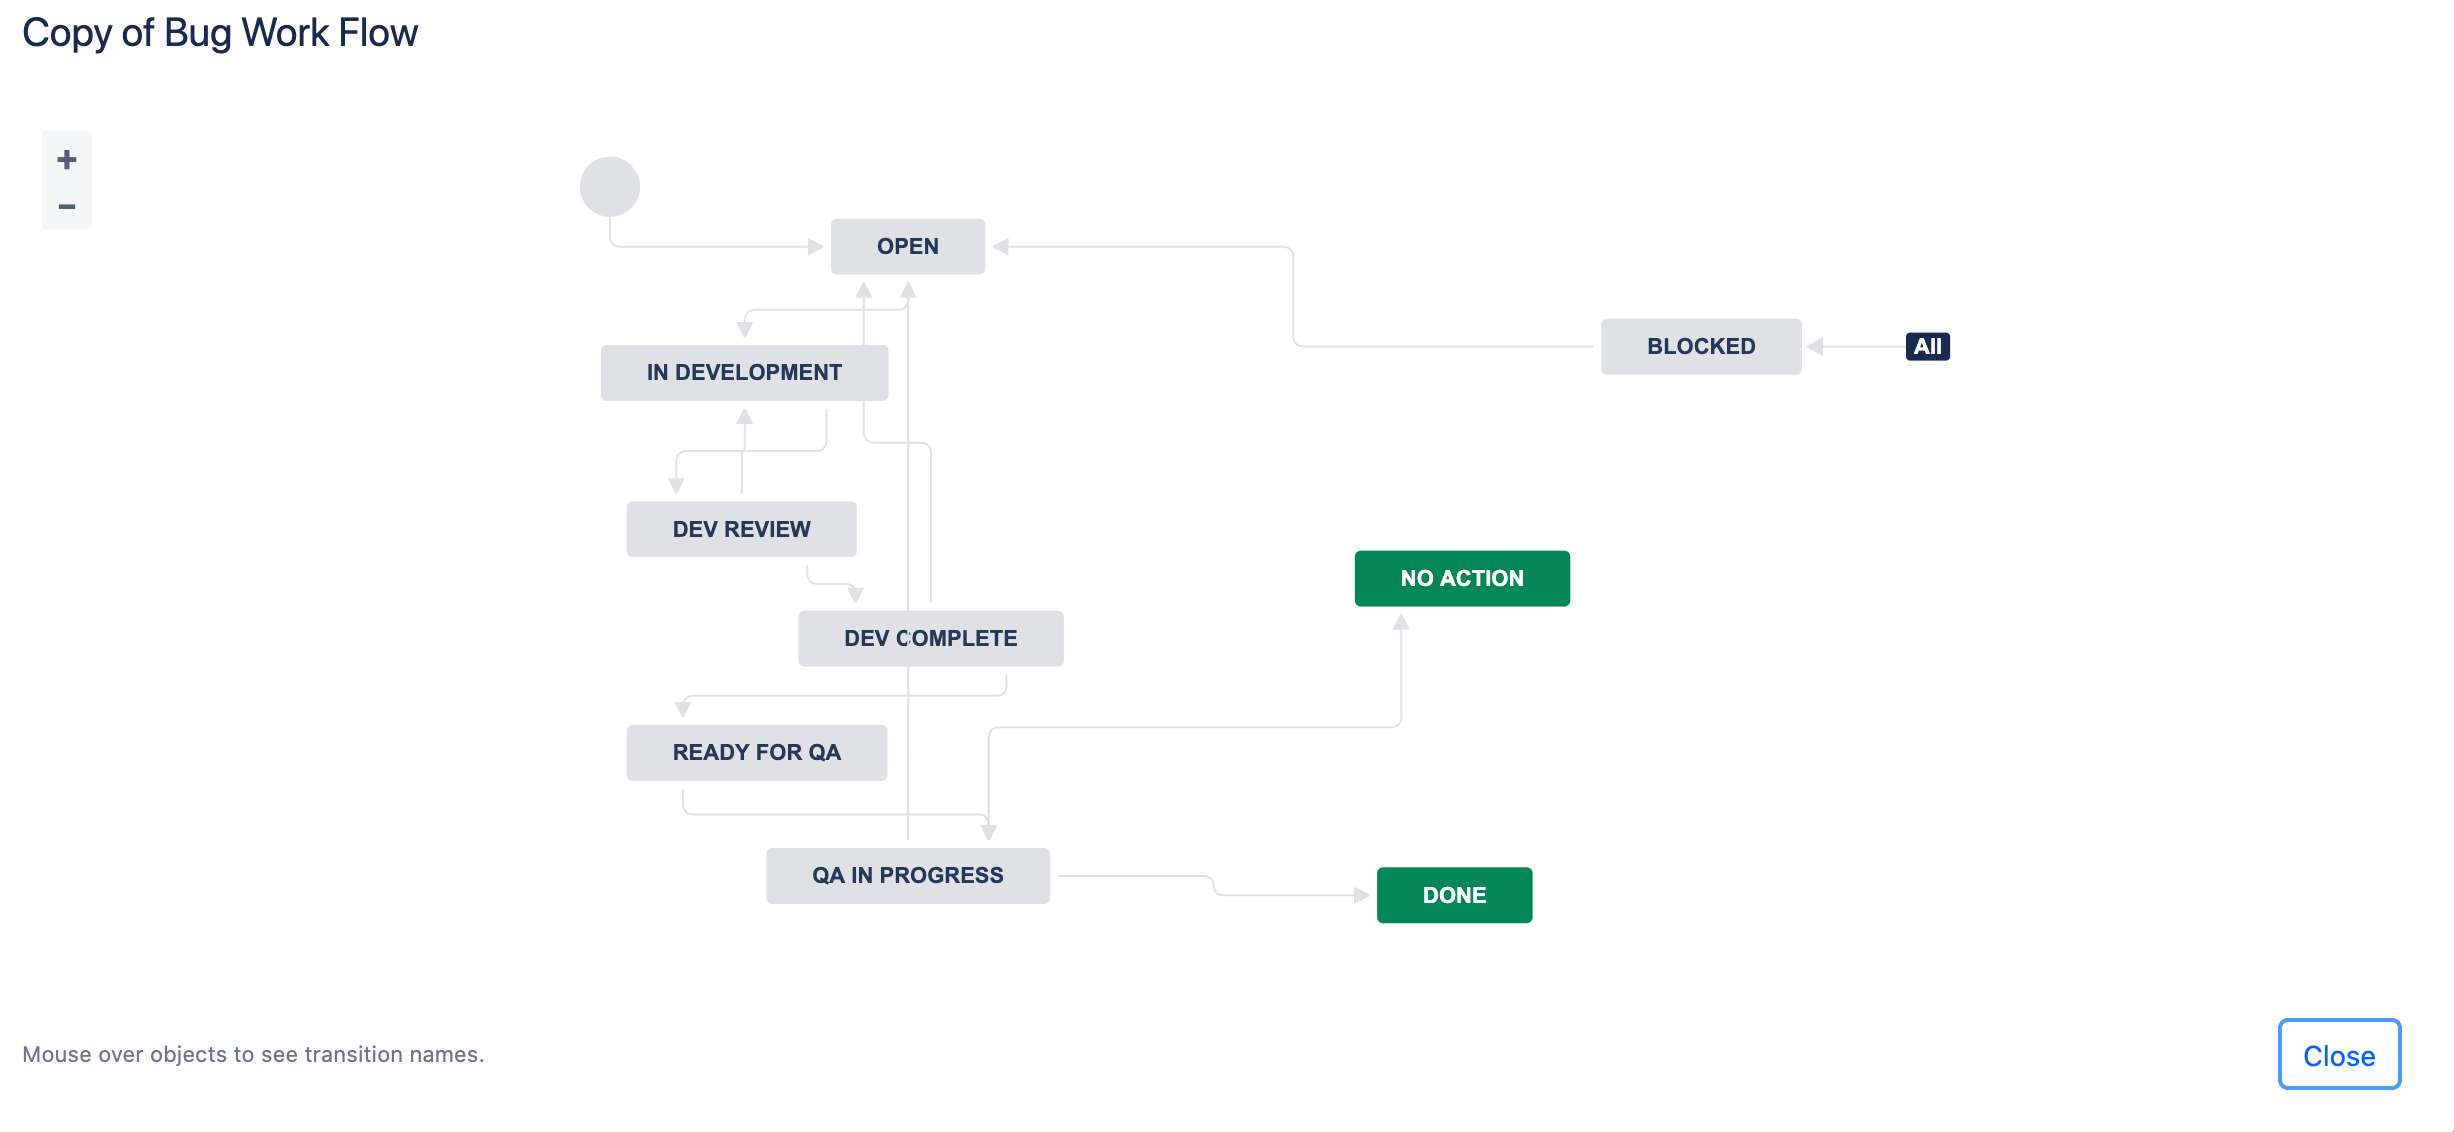 Copy of Bug Work Flow
+
−
OPEN
BLOCKED
All
IN DEVELOPMENT
DEV REVIEW
NO ACTION
DEV COMPLETE
READY FOR QA
QA IN PROGRESS
DONE
Mouse over objects to see transition names.
Close